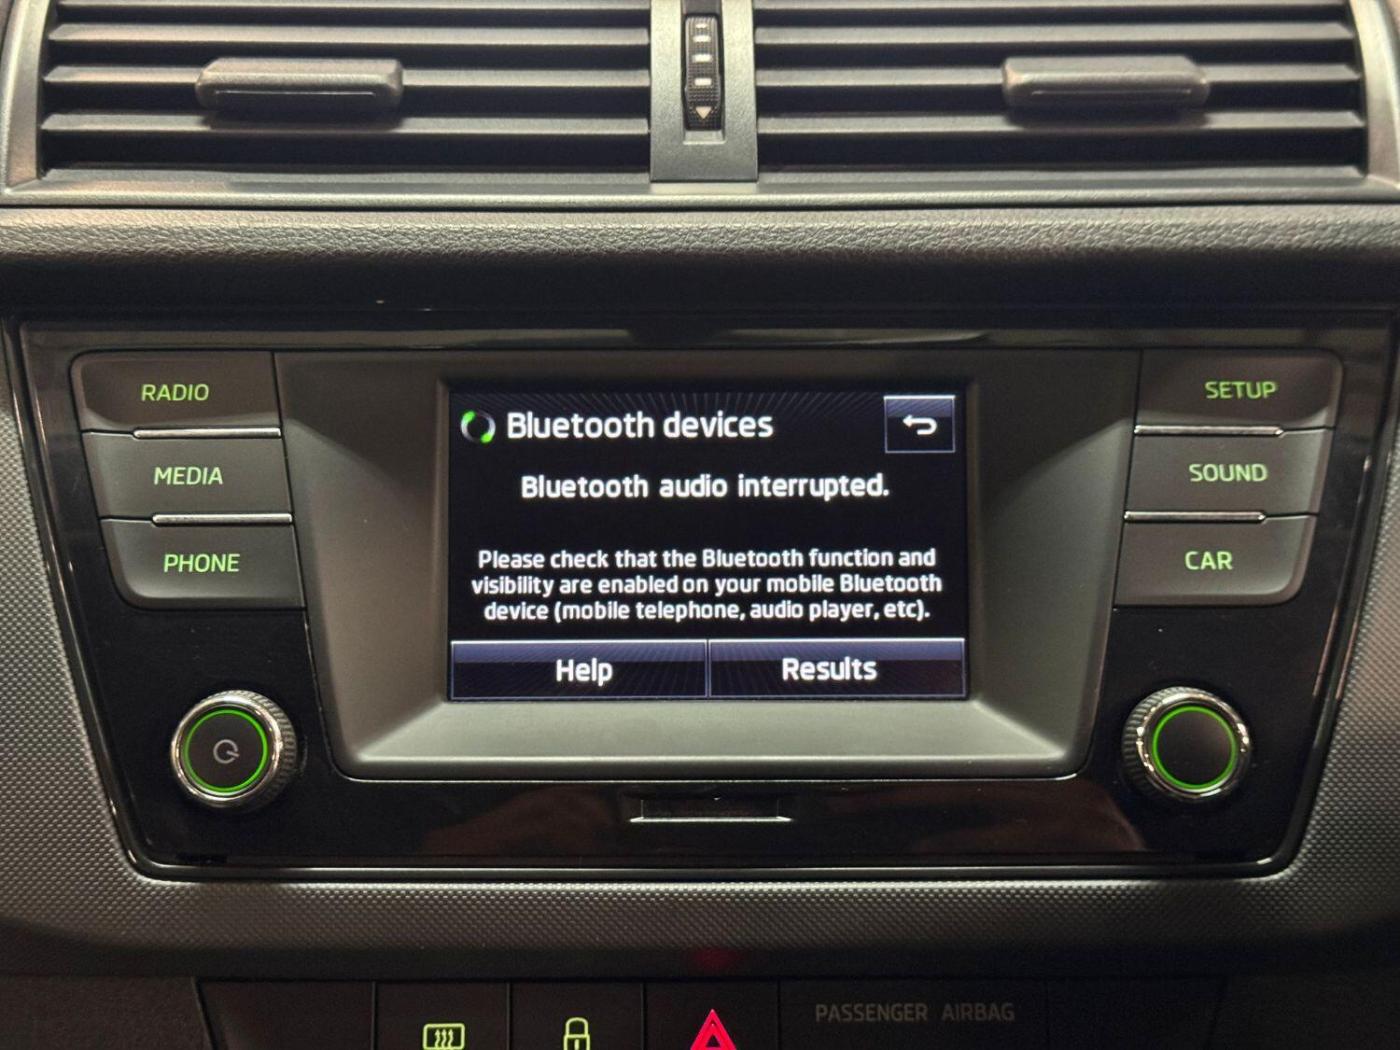 RADIO
MEDIA
PHONE
Bluetooth devices
Bluetooth audio interrupted.
Please check that the Bluetooth function and
visibility are enabled on your mobile Bluetooth
device (mobile telephone, audio player, etc).
Help
Results
SETUP
SOUND
CAR
PASSENGER AIRBAG